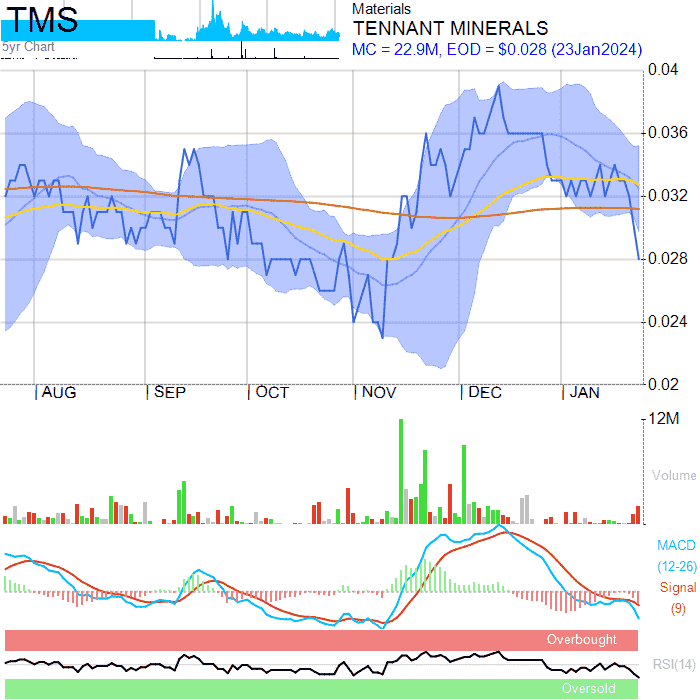 TMS
5yr Chart
Materials
TENNANT MINERALS
MC = 22.9M, EOD = $0.028 (23Jan2024)
0.04
0.036
0.032
0.028
0.024
0.02
AUG
SEP
OCT
NOV
DEC
JAN
12M
Volume
MACD
(12-26)
Signal
(9)
Overbought
RSI(14)
Oversold